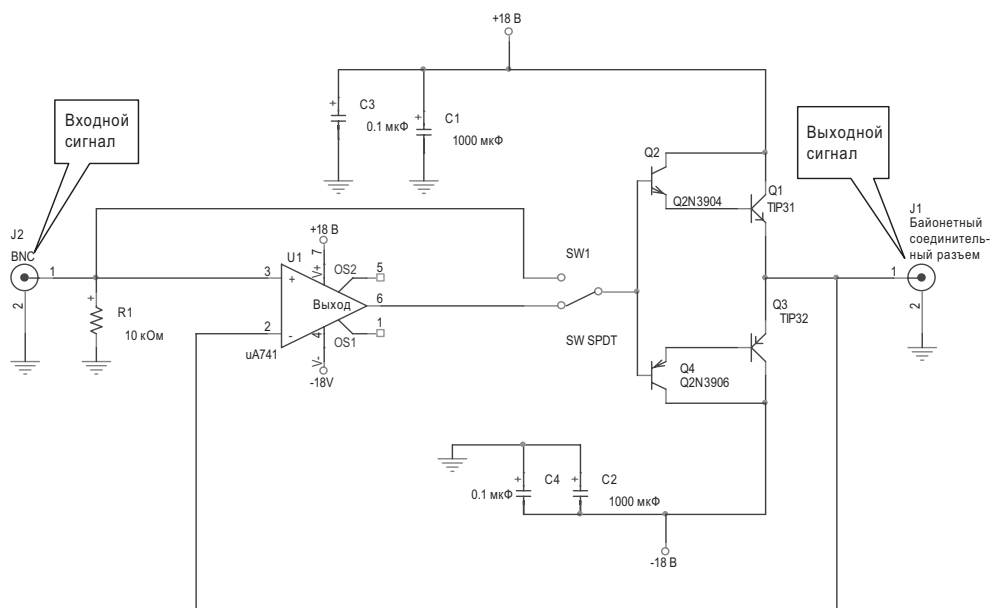 +18 В
+
C3
0.1 мкФ
+
C1
1000 мкФ
Входной
сигнал
Выходной
сигнал
Q2
Q2N3904
Q1
TIP31
J1
Байонетный
соединитель-
ный разъем
J2
BNC
1
2
+
R1
10 кОм
+18 В
7
V+
U1
3
+
2
-
Выход
uA741
OS2
5
6
OS1
1
4
V-
-18V
SW1
SW SPDT
1
2
Q3
TIP32
Q4
Q2N3906
+
C4
0.1 мкФ
+
C2
1000 мкФ
-18 В